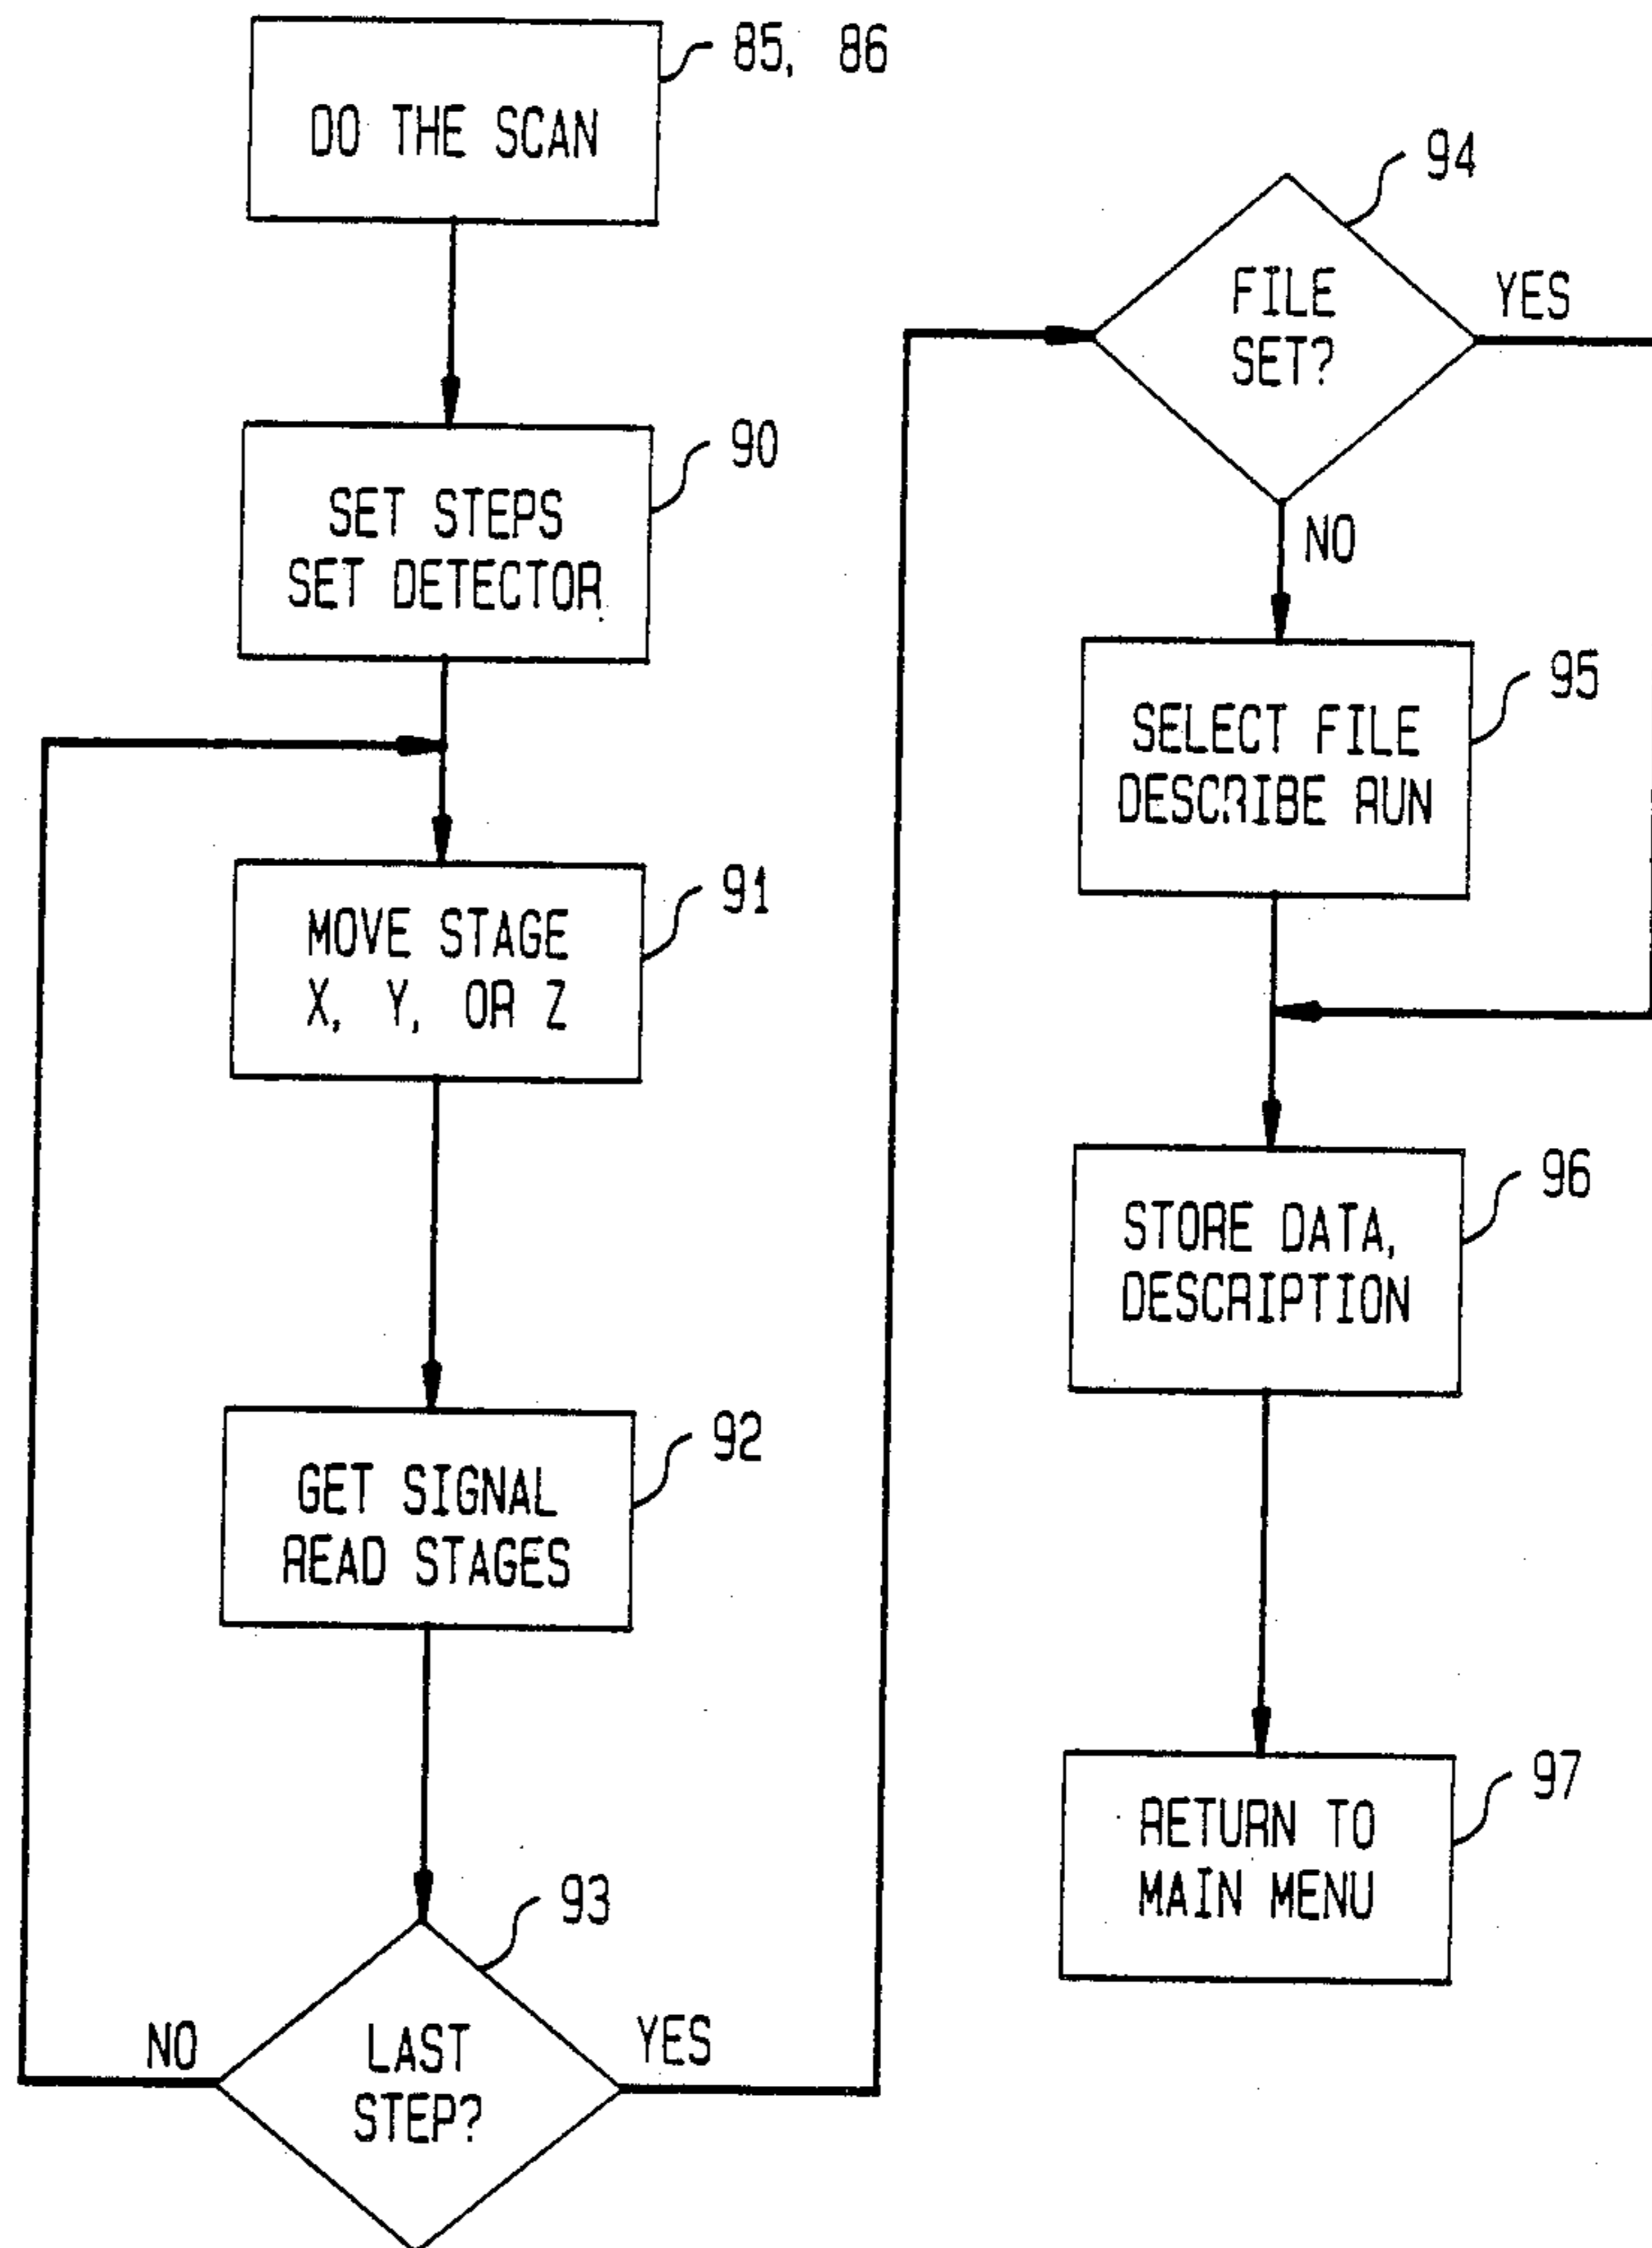 85, 86
DO THE SCAN
90
SET STEPS
SET DETECTOR
91
MOVE STAGE
X, Y, OR Z
92
GET SIGNAL
READ STAGES
93
NO
LAST
STEP?
YES
94
FILE
SET?
YES
NO
95
SELECT FILE
DESCRIBE RUN
96
STORE DATA,
DESCRIPTION
97
RETURN TO
MAIN MENU